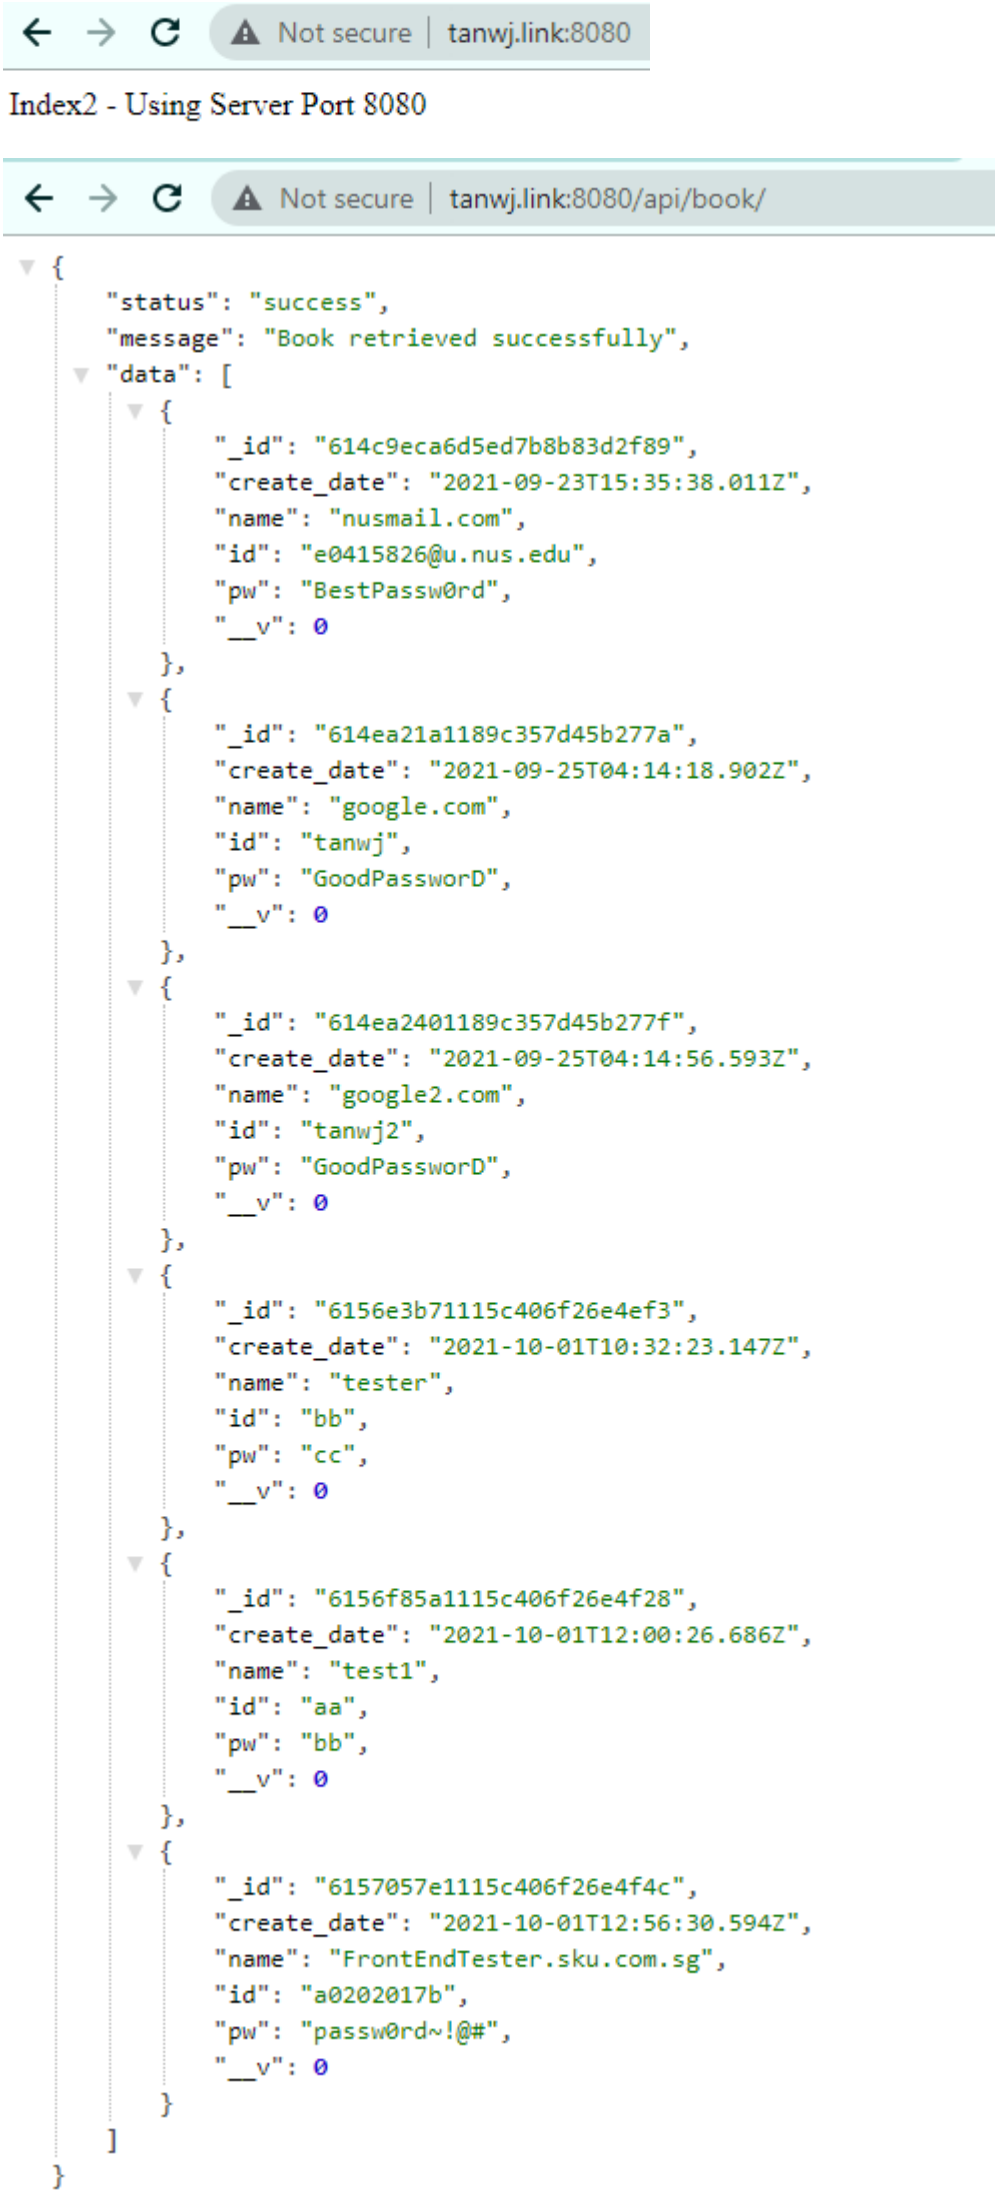 Not secure | tanwj.link:8080
Index2 - Using Server Port 8080
Not secure | tanwj.link:8080/api/book/
{
"status": "success",
"message": "Book retrieved successfully",
"data": [
{
"_id": "614c9eca6d5ed7b8b83d2f89",
"create_date": "2021-09-23T15:35:38.011Z",
"name": "nusmail.com",
"id": "e0415826@u.nus.edu",
"pw": "BestPassw0rd",
"__v": 0
},
{
"_id": "614ea21a1189c357d45b277a",
"create_date": "2021-09-25T04:14:18.902Z",
"name": "google.com",
"id": "tanwj",
"pw": "GoodPassworD",
"__v": 0
},
{
"_id": "614ea2401189c357d45b277f",
"create_date": "2021-09-25T04:14:56.593Z",
"name": "google2.com",
"id": "tanwj2",
"pw": "GoodPassworD",
"__v": 0
},
{
"_id": "6156e3b71115c406f26e4ef3",
"create_date": "2021-10-01T10:32:23.147Z",
"name": "tester",
"id": "bb",
"pw": "cc",
"__v": 0
},
{
"_id": "6156f85a1115c406f26e4f28",
"create_date": "2021-10-01T12:00:26.686Z",
"name": "test1",
"id": "aa",
"pw": "bb",
"__v": 0
},
{
"_id": "6157057e1115c406f26e4f4c",
"create_date": "2021-10-01T12:56:30.594Z",
"name": "FrontEndTester.sku.com.sg",
"id": "a0202017b",
"pw": "passw0rd~!@#",
"__v": 0
}
]
}